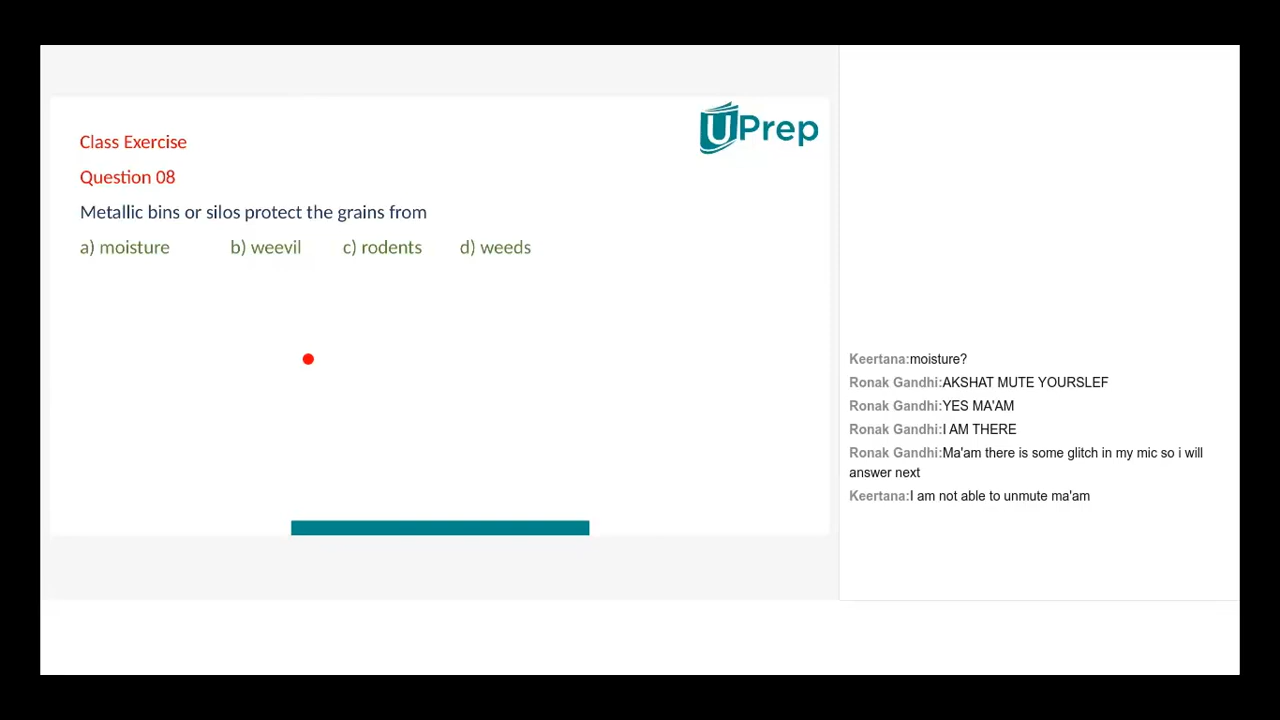 UPrep
Class Exercise
Question 08
Metallic bins or silos protect the grains from
a) moisture b) weevil c) rodents d) weeds
Keertana:moisture?
Ronak Gandhi:AKSHAT MUTE YOURSLEF
Ronak Gandhi:YES MA'AM
Ronak Gandhi:I AM THERE
Ronak Gandhi:Ma'am there is some glitch in my mic so i will
answer next
Keertana:I am not able to unmute ma'am